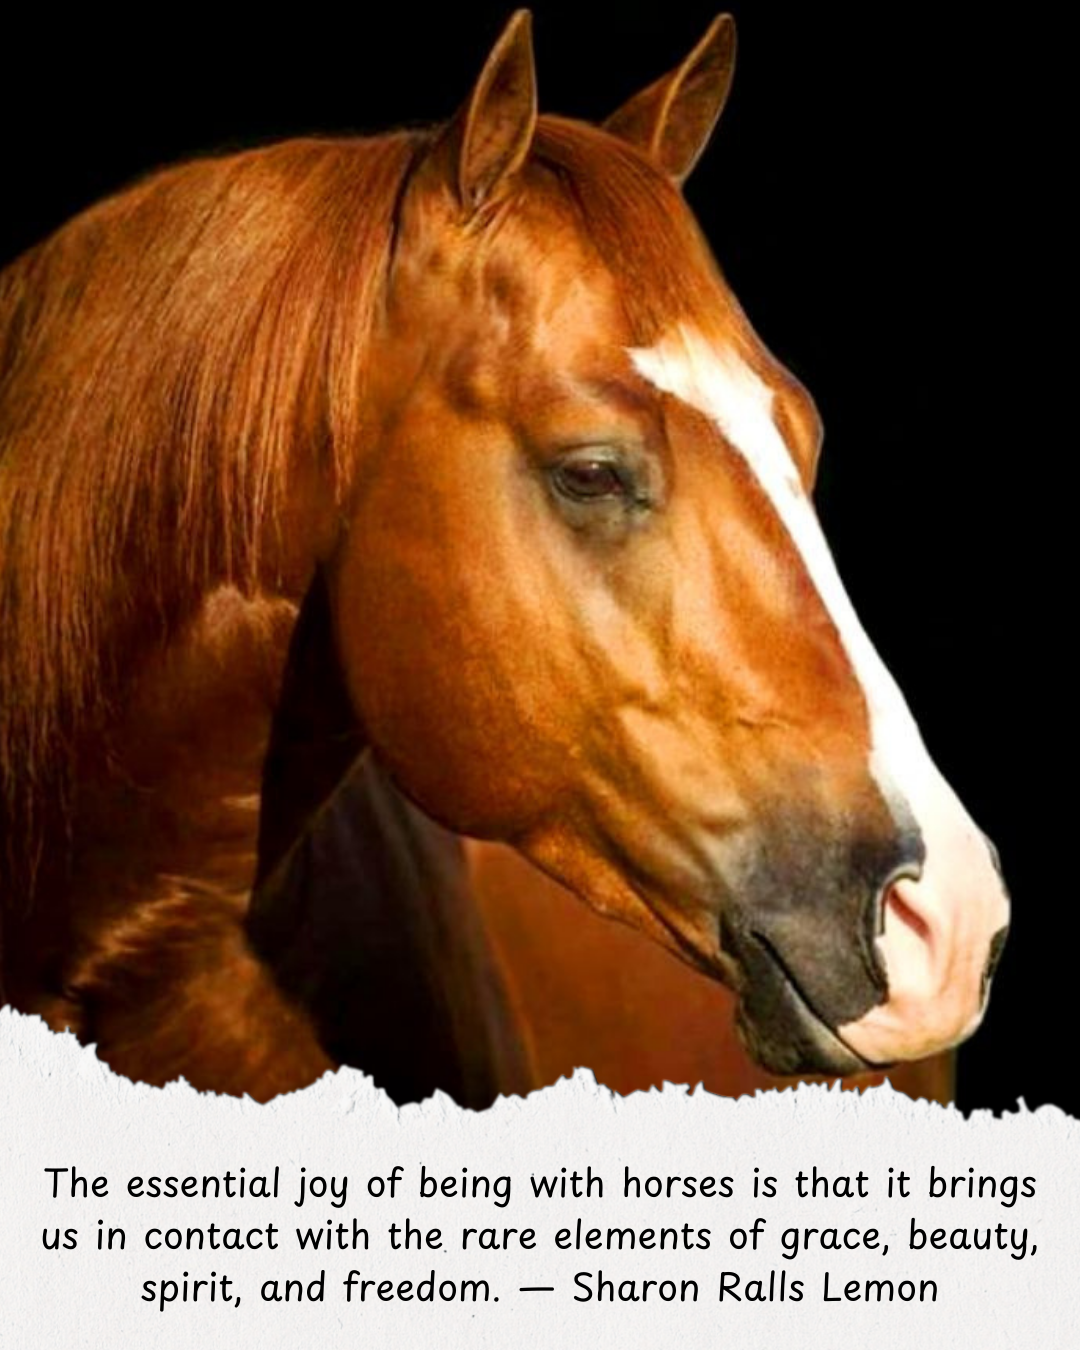 The essential joy of being with horses is that it brings
us in contact with the rare elements of grace, beauty,
spirit, and freedom. — Sharon Ralls Lemon